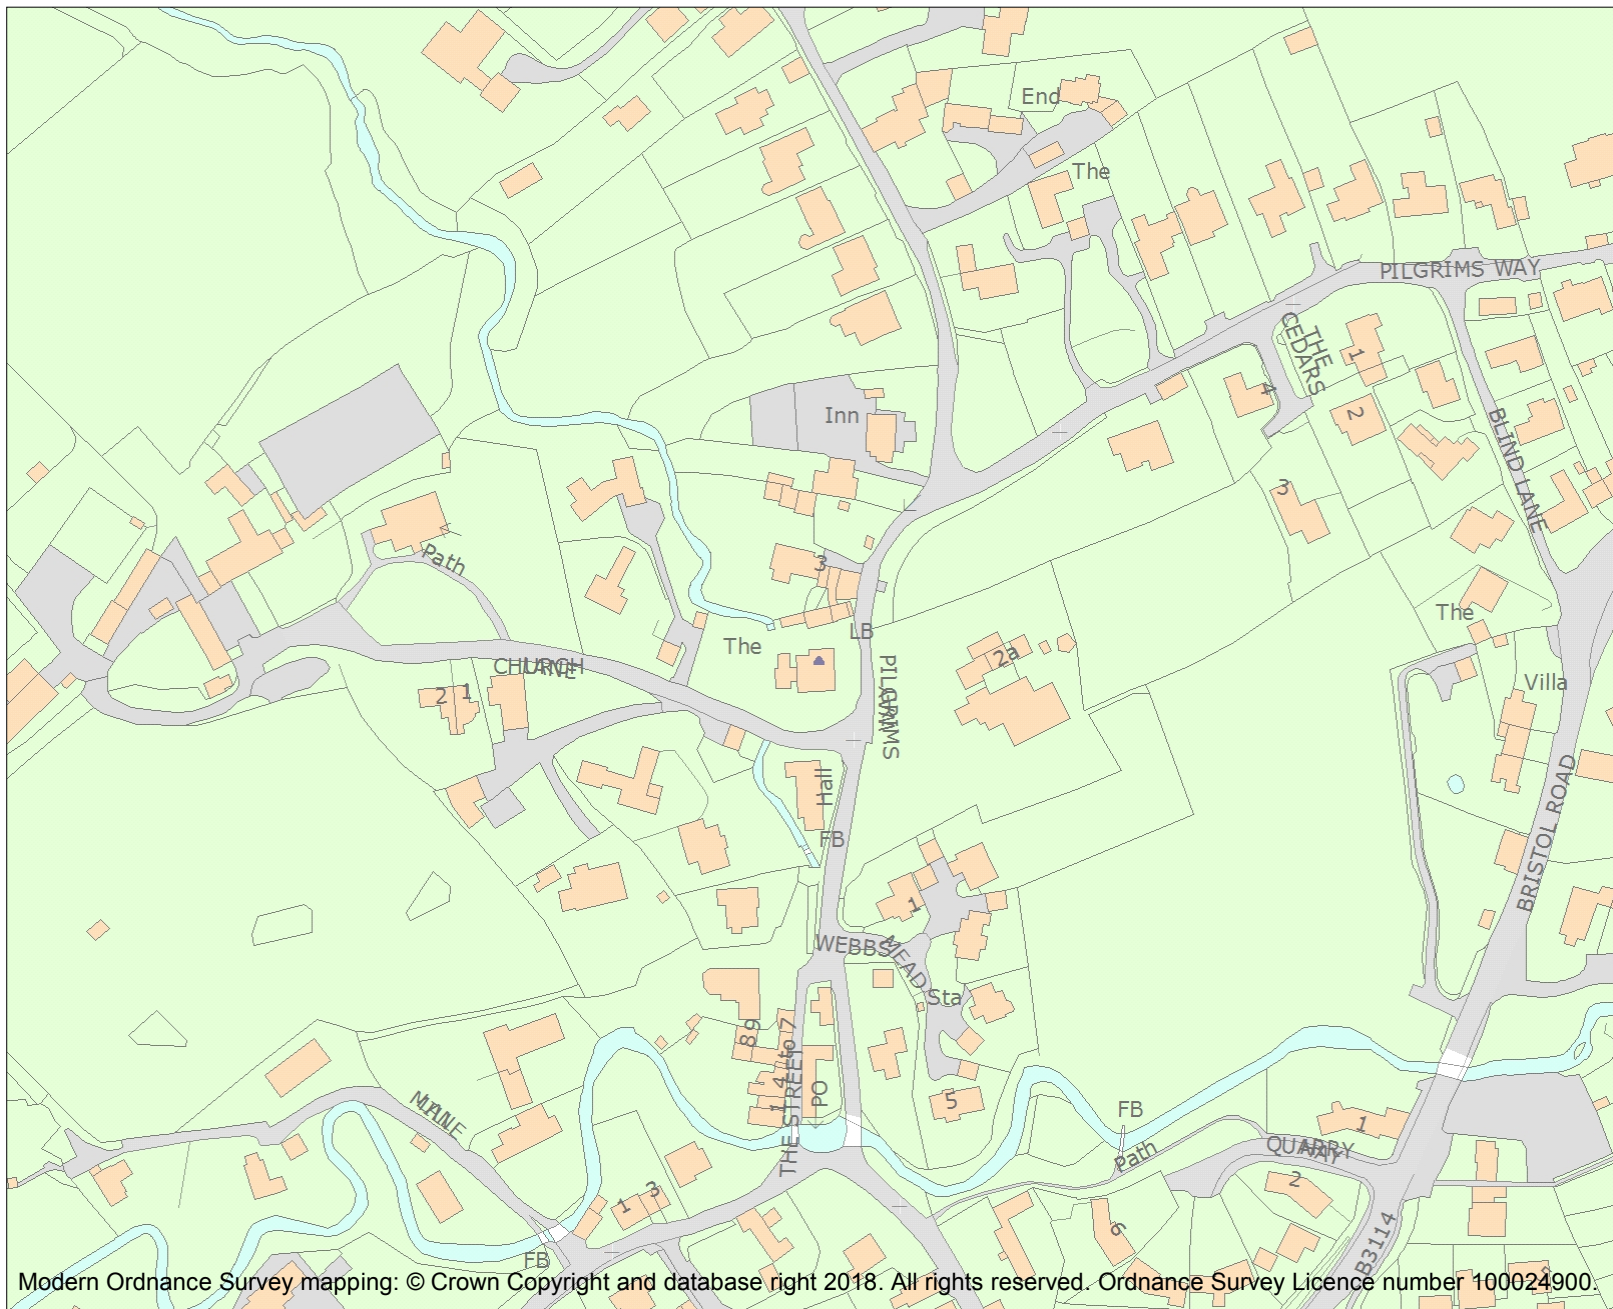 End
The
PILGRIMS WAY
THE
CEDARS
1
2
4
3
BLIND LANE
Inn
Path
3
LB
The
The
CHURCH
LANE
2 1
2a
PILGRIMS
WAY
Villa
Hall
FB
BRISTOL ROAD
1
WEBBS
MEAD
Sta
8 9
1 4 to 7
THE STREET
PO
5
FB
Path
1
QUARRY
WAY
2
6
MILL
LANE
1 3
FB
B3114
Modern Ordnance Survey mapping: © Crown Copyright and database right 2018. All rights reserved. Ordnance Survey Licence number 100024900.